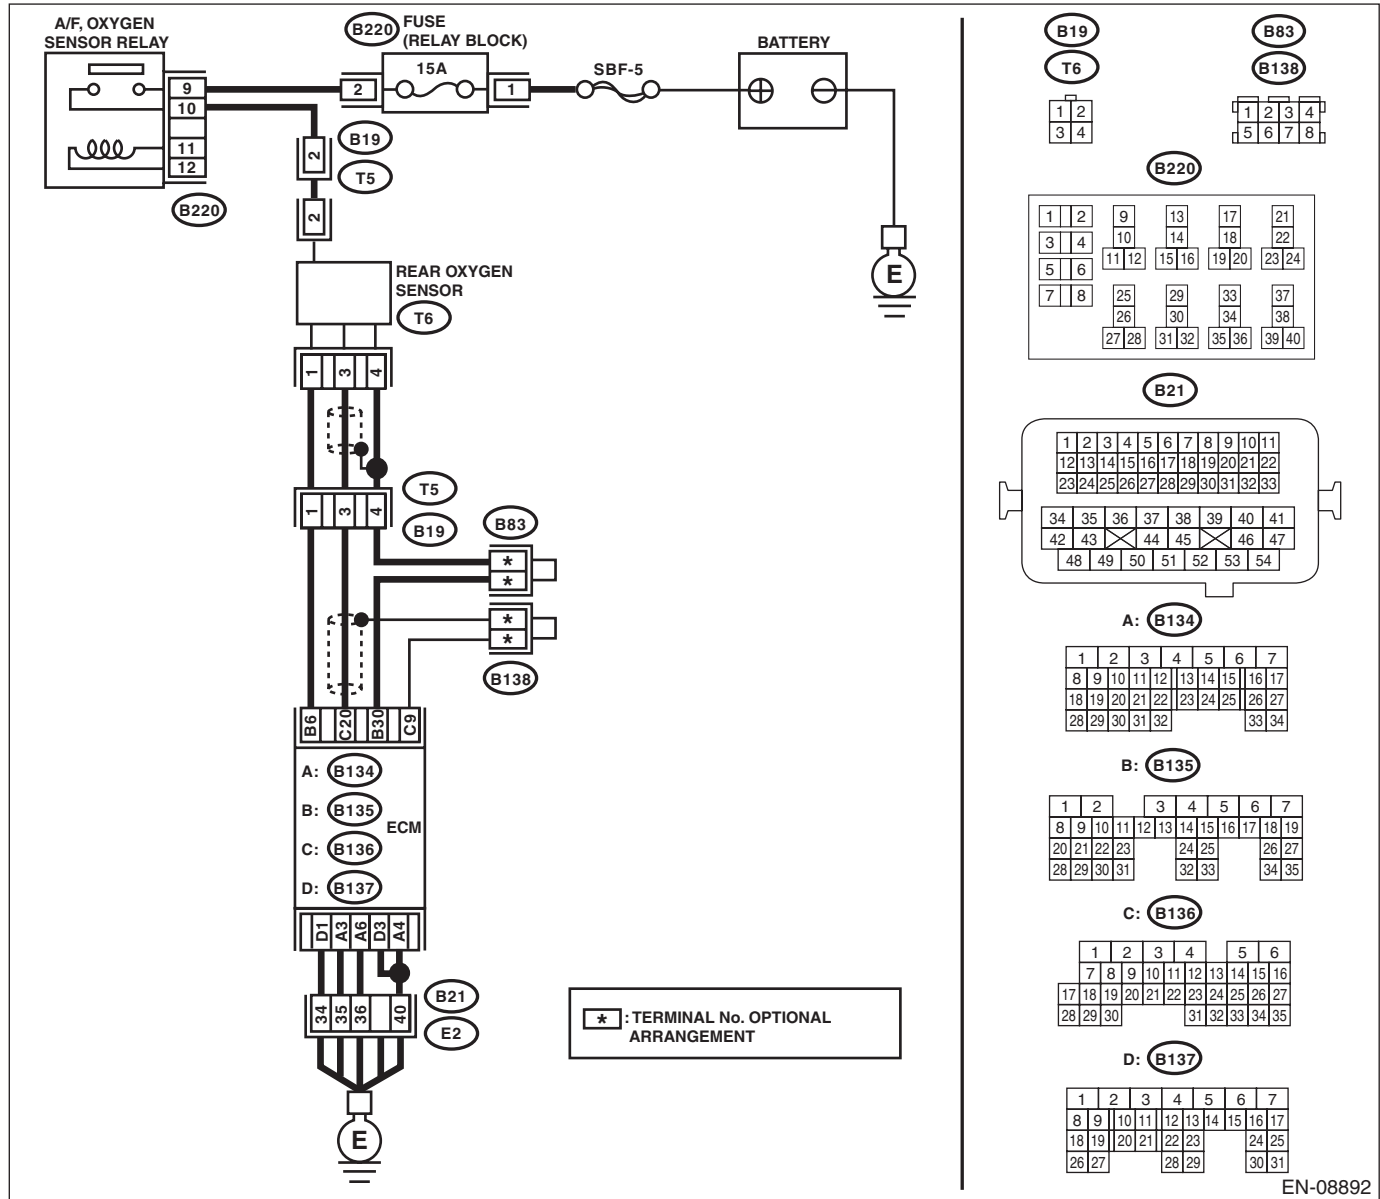 A/F, OXYGEN
SENSOR RELAY
9
10
11
12
B220
B220
FUSE
(RELAY BLOCK)
15A
2
1
SBF-5
BATTERY
E
2
B19
T5
2
REAR OXYGEN
SENSOR
T6
1 3 4
T5
1 3 4
B19
B83
*
*
*
*
B138
B6 C20 B30 C9
A: B134
B: B135
ECM
C: B136
D: B137
D1 A3 A6 D3 A4
34 35 36 40
B21
E2
E
* : TERMINAL No. OPTIONAL
ARRANGEMENT
B19
T6
1 2
3 4
B83
B138
1 2 3 4
5 6 7 8
B220
1 2 9 13 17 21
3 4 10 14 18 22
5 6 11 12 15 16 19 20 23 24
7 8 25 29 33 37
26 30 34 38
27 28 31 32 35 36 39 40
B21
1 2 3 4 5 6 7 8 9 10 11
12 13 14 15 16 17 18 19 20 21 22
23 24 25 26 27 28 29 30 31 32 33
34 35 36 37 38 39 40 41
42 43 44 45 46 47
48 49 50 51 52 53 54
A: B134
1 2 3 4 5 6 7
8 9 10 11 12 13 14 15 16 17
18 19 20 21 22 23 24 25 26 27
28 29 30 31 32 33 34
B: B135
1 2 3 4 5 6 7
8 9 10 11 12 13 14 15 16 17 18 19
20 21 22 23 24 25 26 27
28 29 30 31 32 33 34 35
C: B136
1 2 3 4 5 6
7 8 9 10 11 12 13 14 15 16
17 18 19 20 21 22 23 24 25 26 27
28 29 30 31 32 33 34 35
D: B137
1 2 3 4 5 6 7
8 9 10 11 12 13 14 15 16 17
18 19 20 21 22 23 24 25
26 27 28 29 30 31
EN-08892